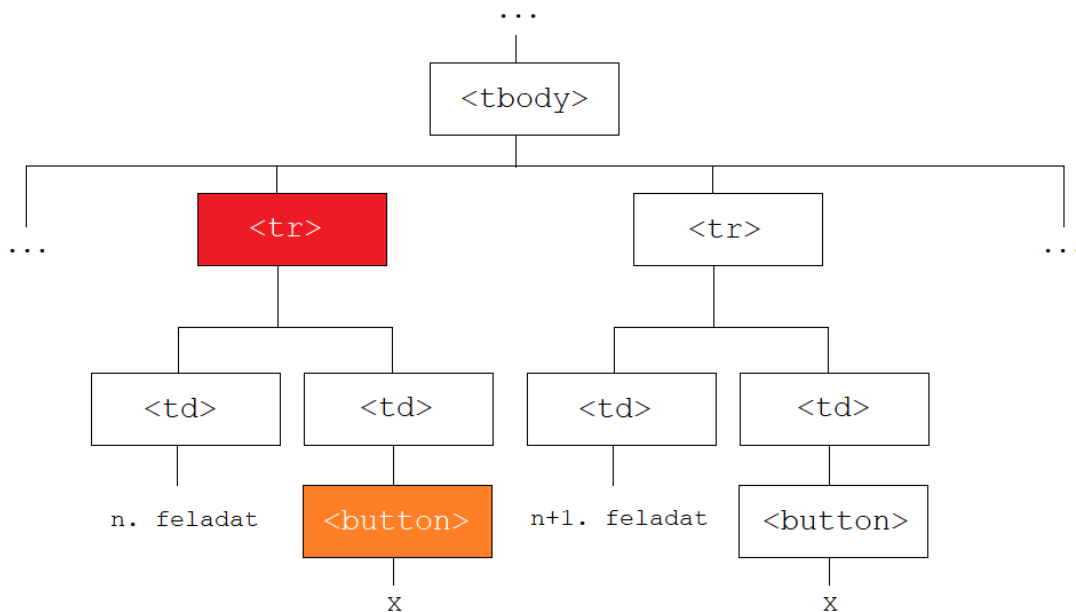 ...
<tbody>
<tr>
<tr>
...
...
<td>
<td>
<td>
<td>
n. feladat
<button>
n+1. feladat
<button>
x
x